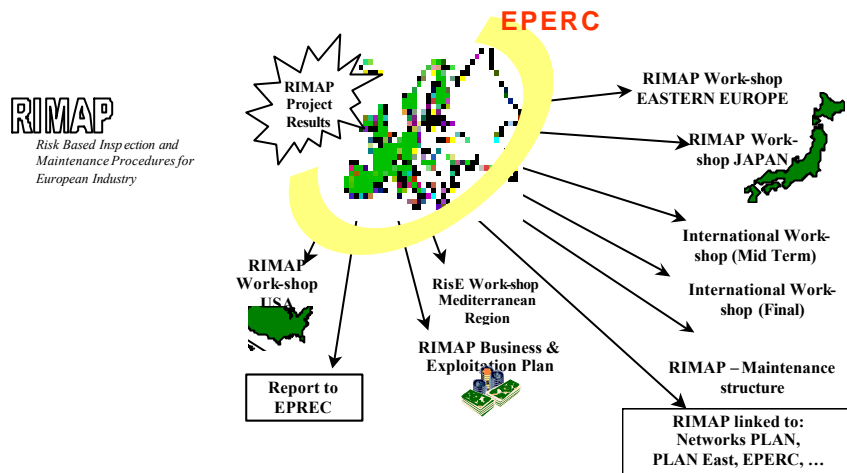 EPERC
RIMAP
Risk Based Inspection and
Maintenance Procedures for
European Industry
RIMAP
Project
Results
RIMAP Work-shop
EASTERN EUROPE
RIMAP Work-
shop JAPAN
International Work-
shop (Mid Term)
International Work-
shop (Final)
RIMAP – Maintenance
structure
RIMAP linked to:
Networks PLAN,
PLAN East, EPERC, …
RIMAP
Work-shop
USA
RisE Work-shop
Mediterranean
Region
RIMAP Business &
Exploitation Plan
Report to
EPREC